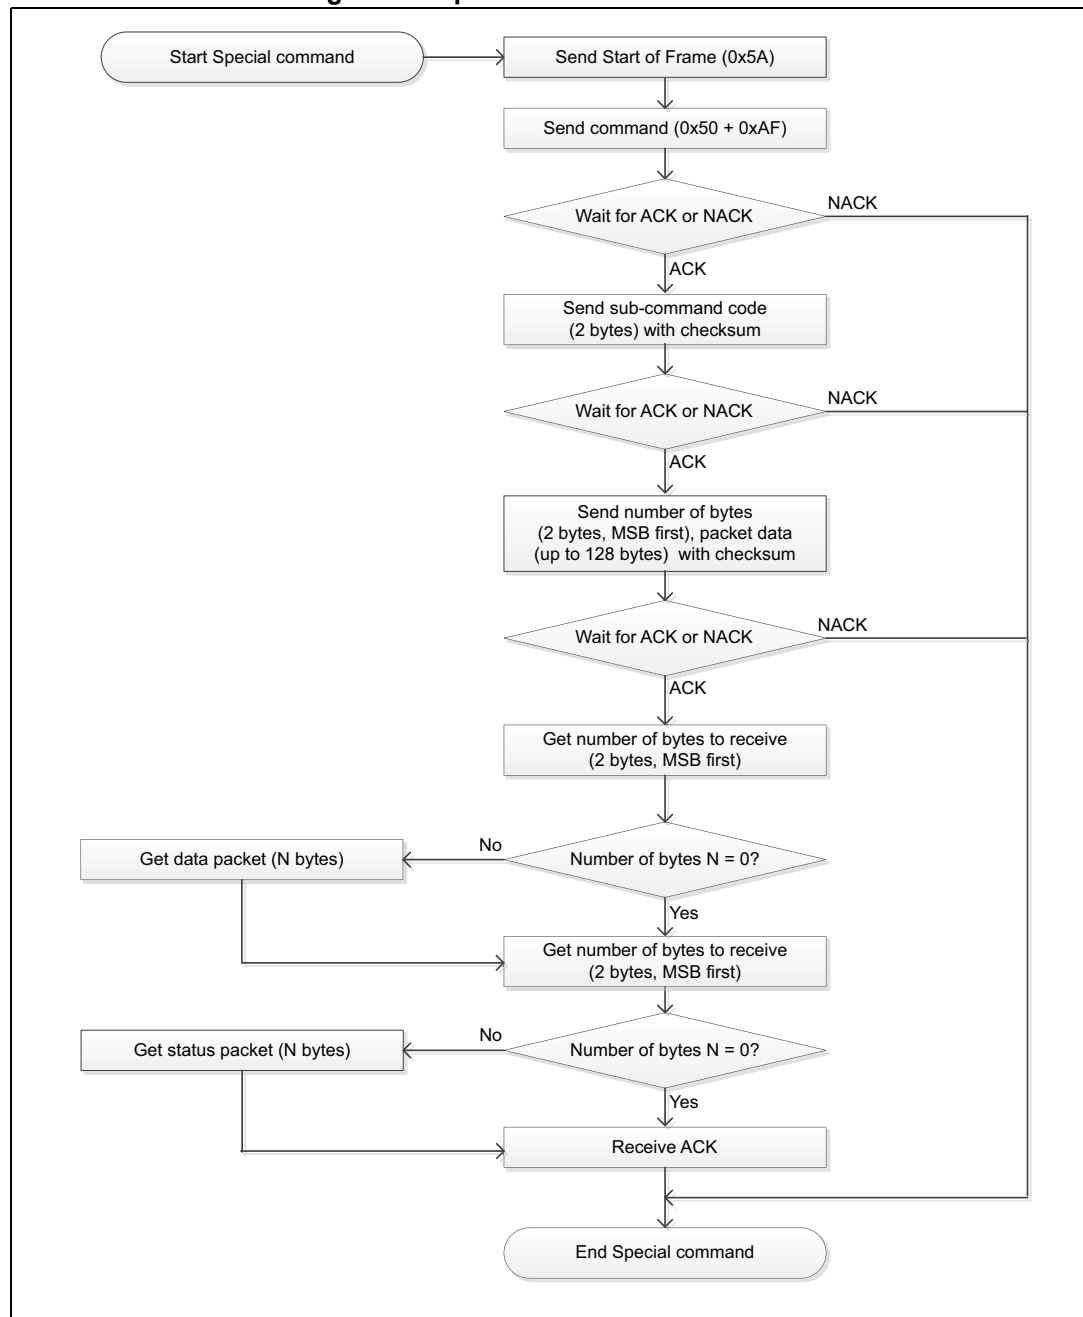 Start Special command
Send Start of Frame (0x5A)
Send command (0x50 + 0xAF)
Wait for ACK or NACK
NACK
ACK
Send sub-command code
(2 bytes) with checksum
Wait for ACK or NACK
NACK
ACK
Send number of bytes
(2 bytes, MSB first), packet data
(up to 128 bytes) with checksum
Wait for ACK or NACK
NACK
ACK
Get number of bytes to receive
(2 bytes, MSB first)
Number of bytes N = 0?
No
Get data packet (N bytes)
Yes
Get number of bytes to receive
(2 bytes, MSB first)
Number of bytes N = 0?
No
Get status packet (N bytes)
Yes
Receive ACK
End Special command